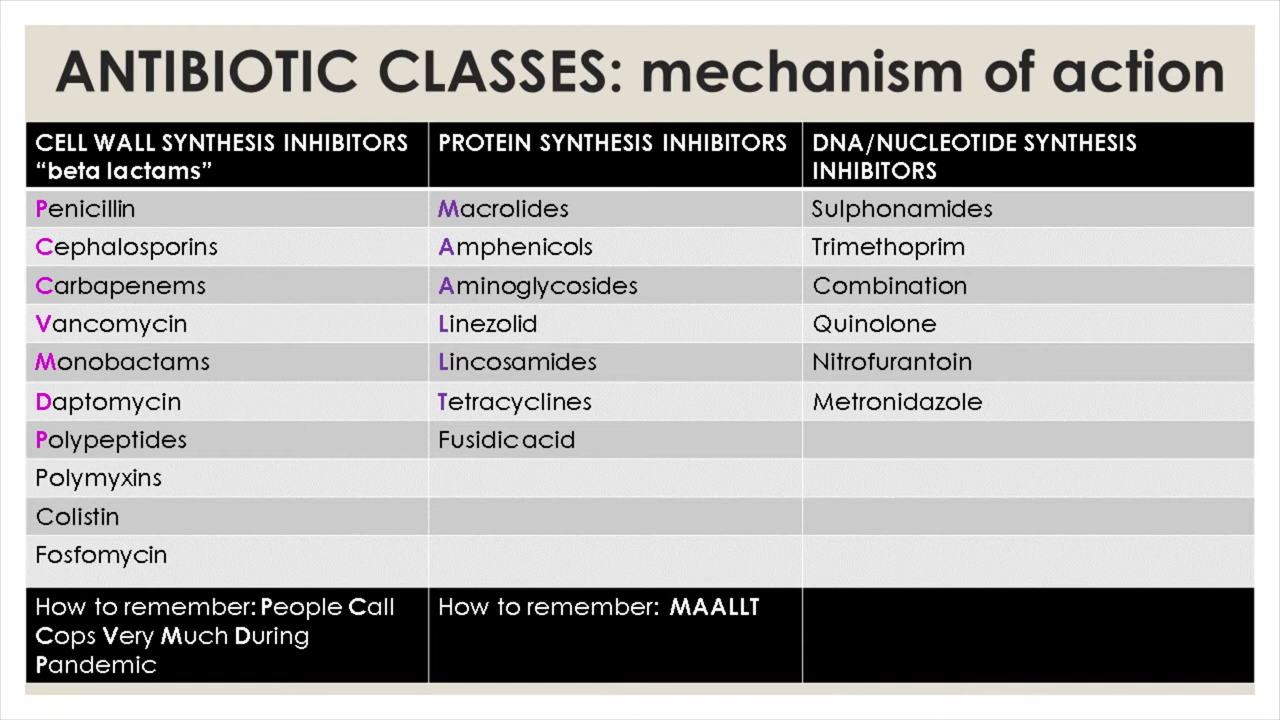 ANTIBIOTIC CLASSES: mechanism of action
CELL WALL SYNTHESIS INHIBITORS
“beta lactams”
PROTEIN SYNTHESIS INHIBITORS
DNA/NUCLEOTIDE SYNTHESIS
INHIBITORS
Penicillin
Macrolides
Sulphonamides
Cephalosporins
Amphenicols
Trimethoprim
Carbapenems
Aminoglycosides
Combination
Vancomycin
Linezolid
Quinolone
Monobactams
Lincosamides
Nitrofurantoin
Daptomycin
Tetracyclines
Metronidazole
Polypeptides
Fusidic acid
Polymyxins
Colistin
Fosfomycin
How to remember: People Call
Cops Very Much During
Pandemic
How to remember: MAALLT